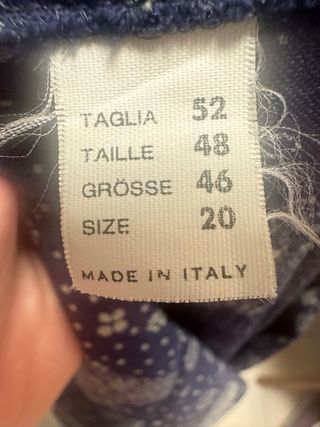 TAGLIA 52
TAILLE 48
GRÖSSE 46
SIZE 20
MADE IN ITALY